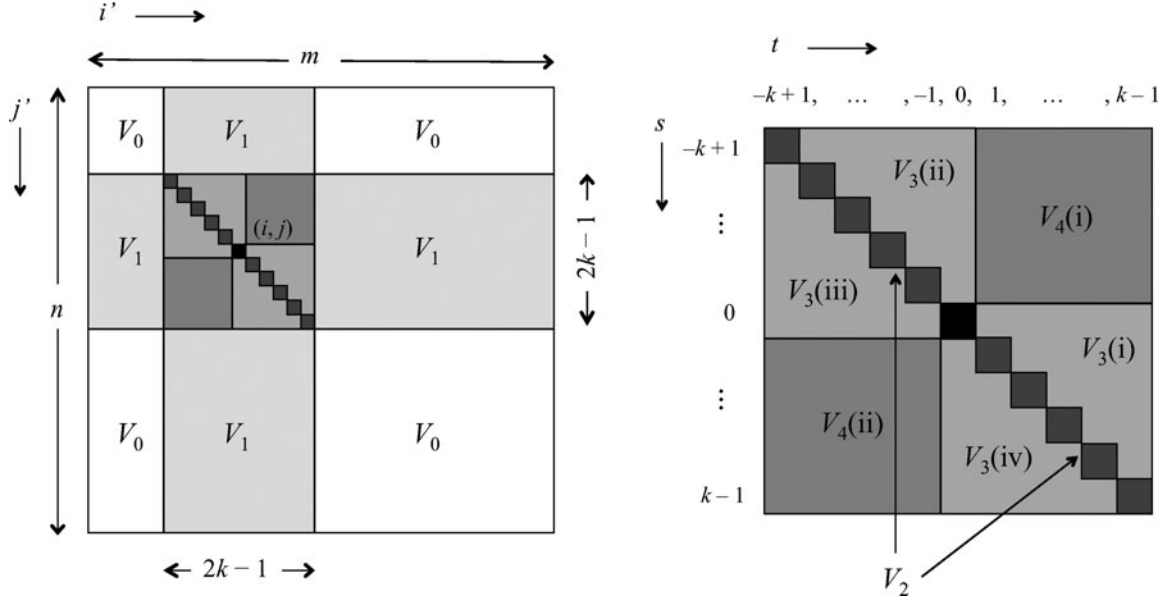 i'
m
j'
V0 V1 V0
(i, j)
V1 V1
n
2k − 1
V0 V1 V0
2k − 1
t
−k + 1, ... , −1, 0, 1, ... , k − 1
s
−k + 1
V3(ii)
V4(i)
⋮
V3(iii)
0
V3(i)
⋮
V4(ii)
V3(iv)
k − 1
V2